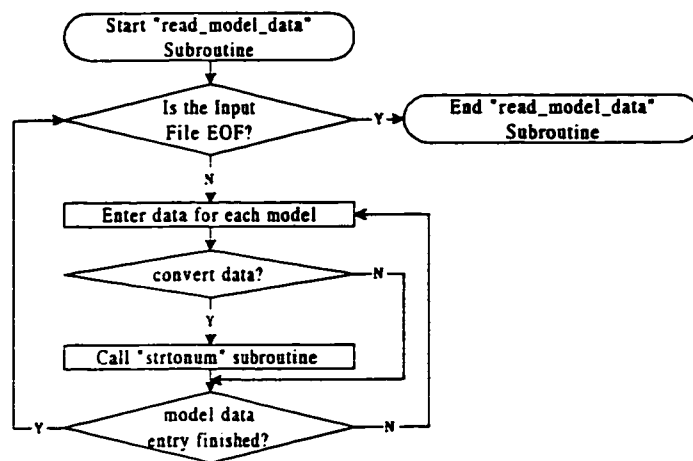 Start "read_model_data"
Subroutine
Is the Input
File EOF?
Y
End "read_model_data"
Subroutine
N
Enter data for each model
convert data?
N
Y
Call "strtonum" subroutine
Y
model data
entry finished?
N